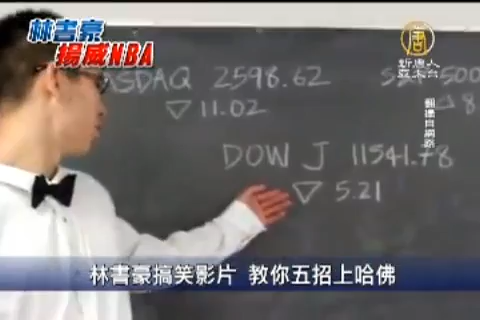 林書豪
揚威NBA
新唐人
亞太台
翻攝自網路
ASDAQ 2598.62
▽ 11.02
S&P 500
△ 8
DOW J 11541.78
▽ 5.21
林書豪搞笑影片 教你五招上哈佛